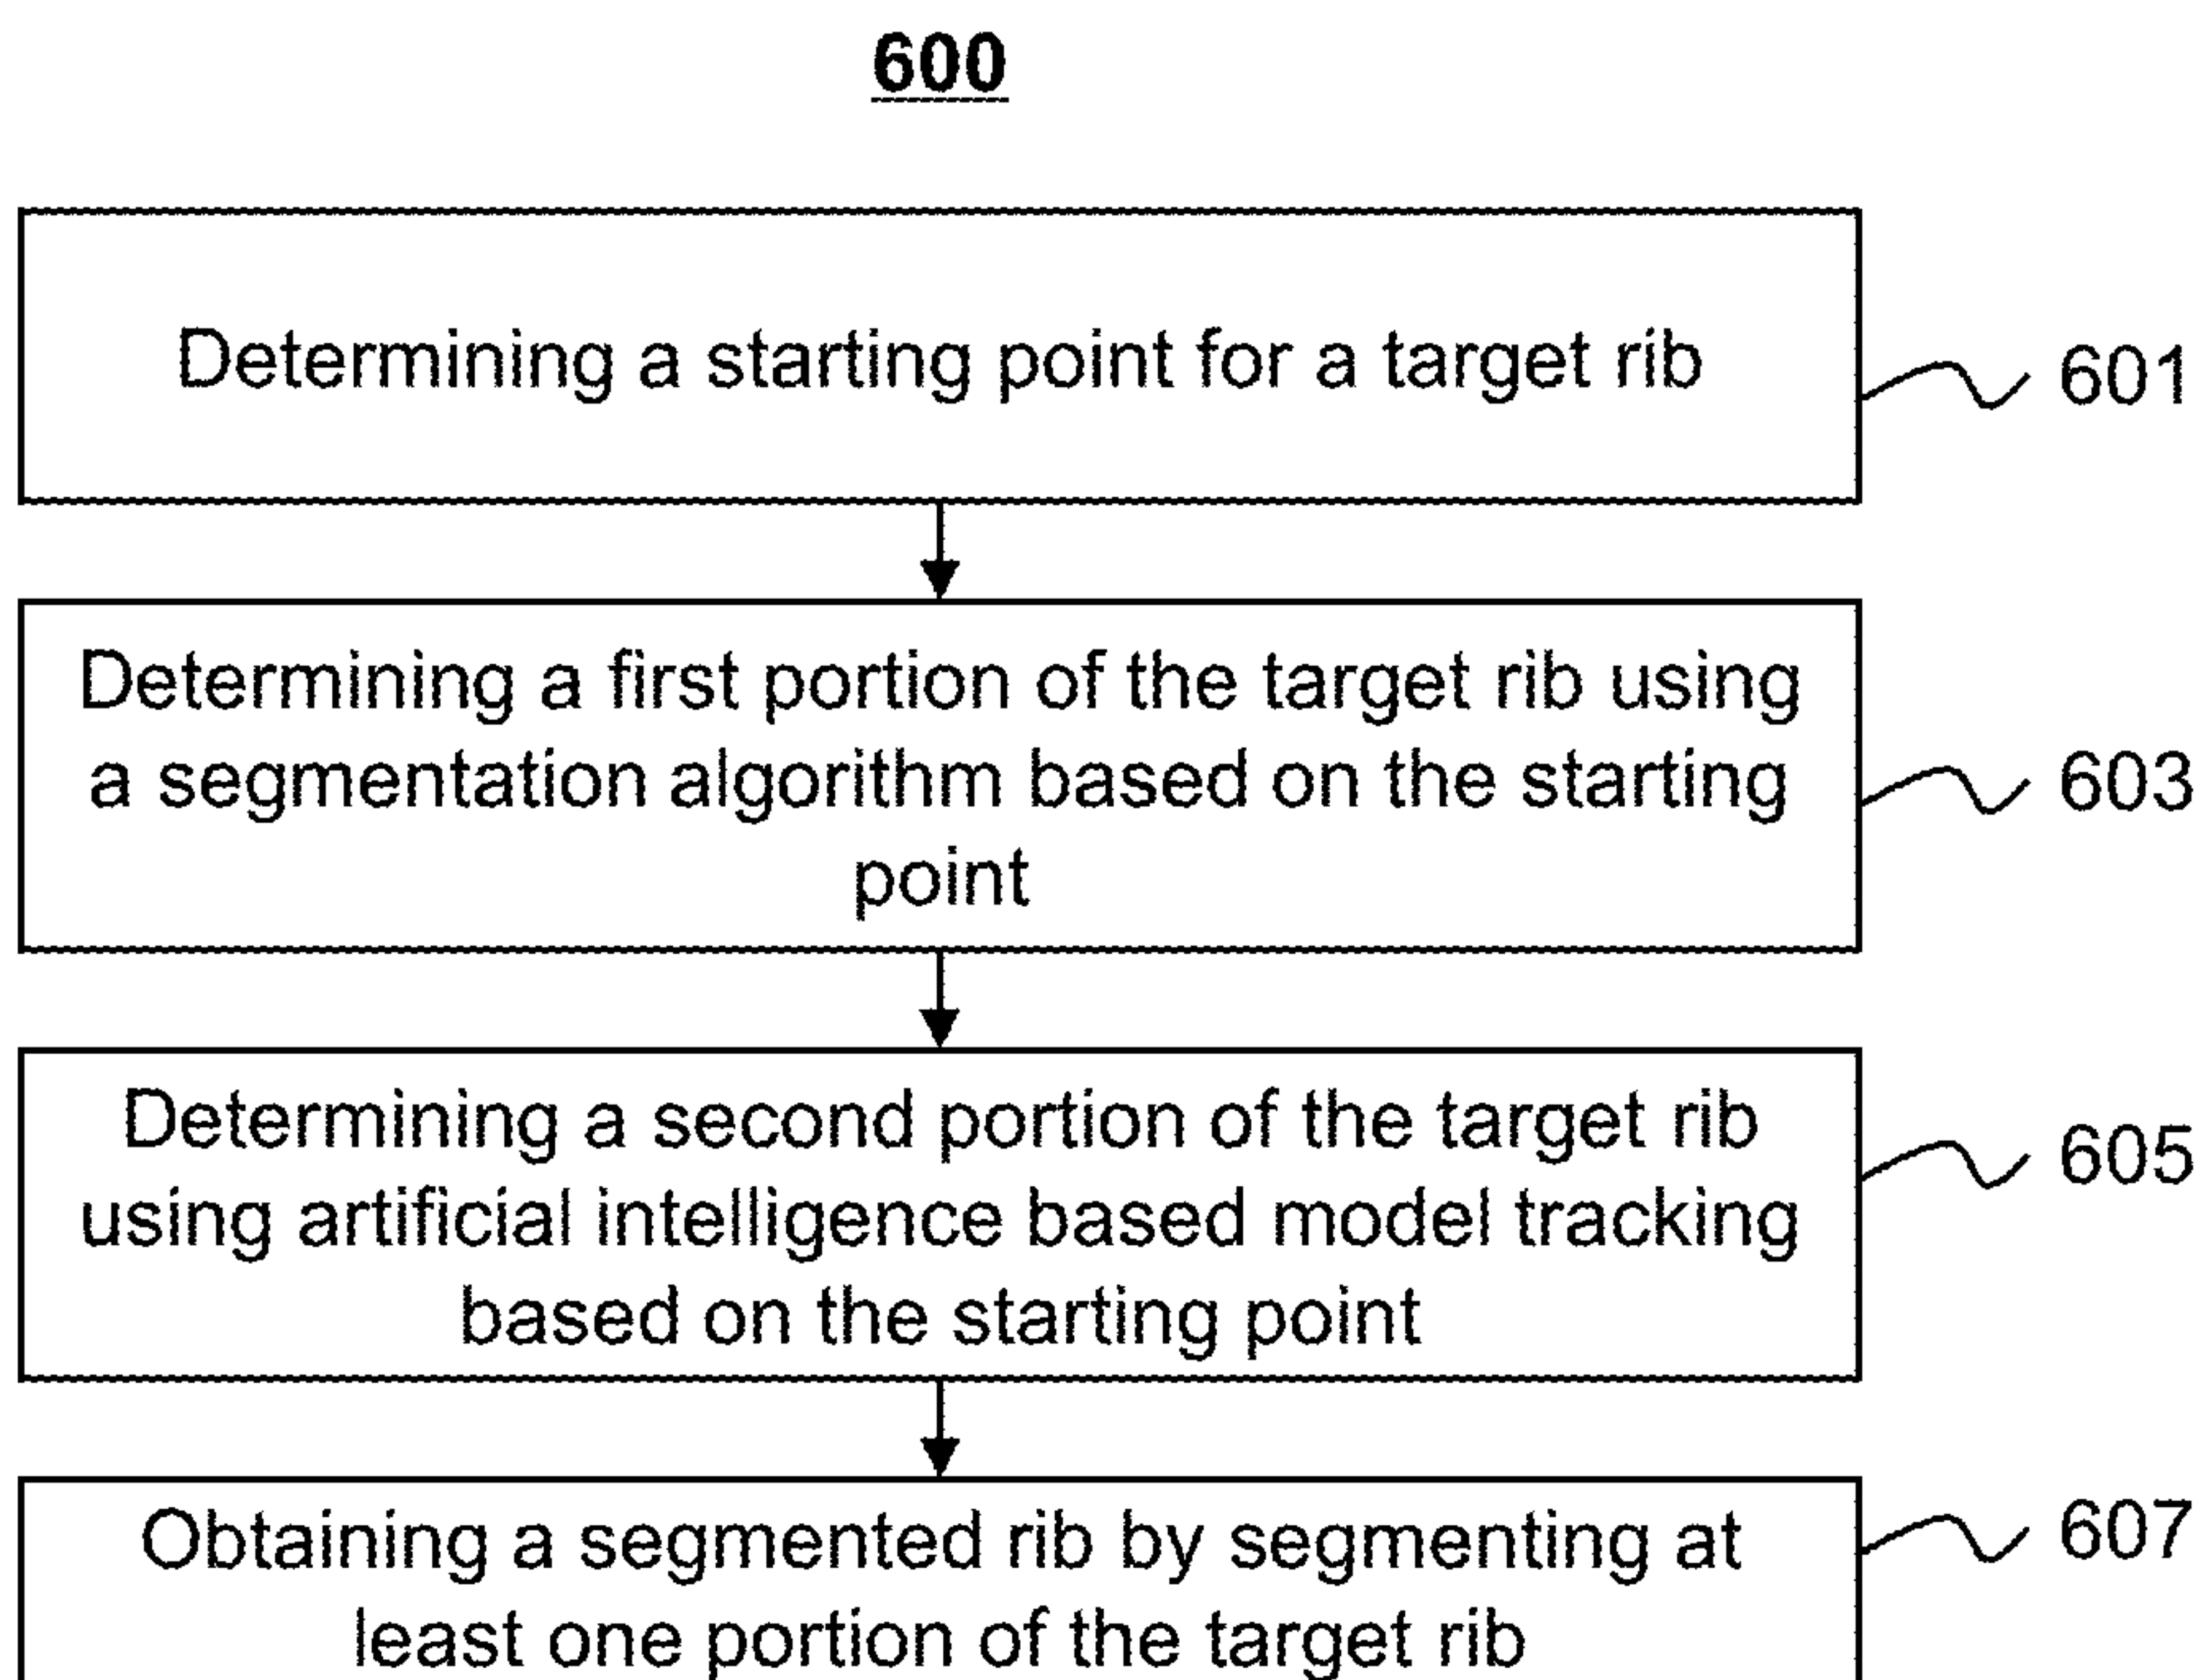 600
Determining a starting point for a target rib
601
Determining a first portion of the target rib using
a segmentation algorithm based on the starting
point
603
Determining a second portion of the target rib
using artificial intelligence based model tracking
based on the starting point
605
Obtaining a segmented rib by segmenting at
least one portion of the target rib
607